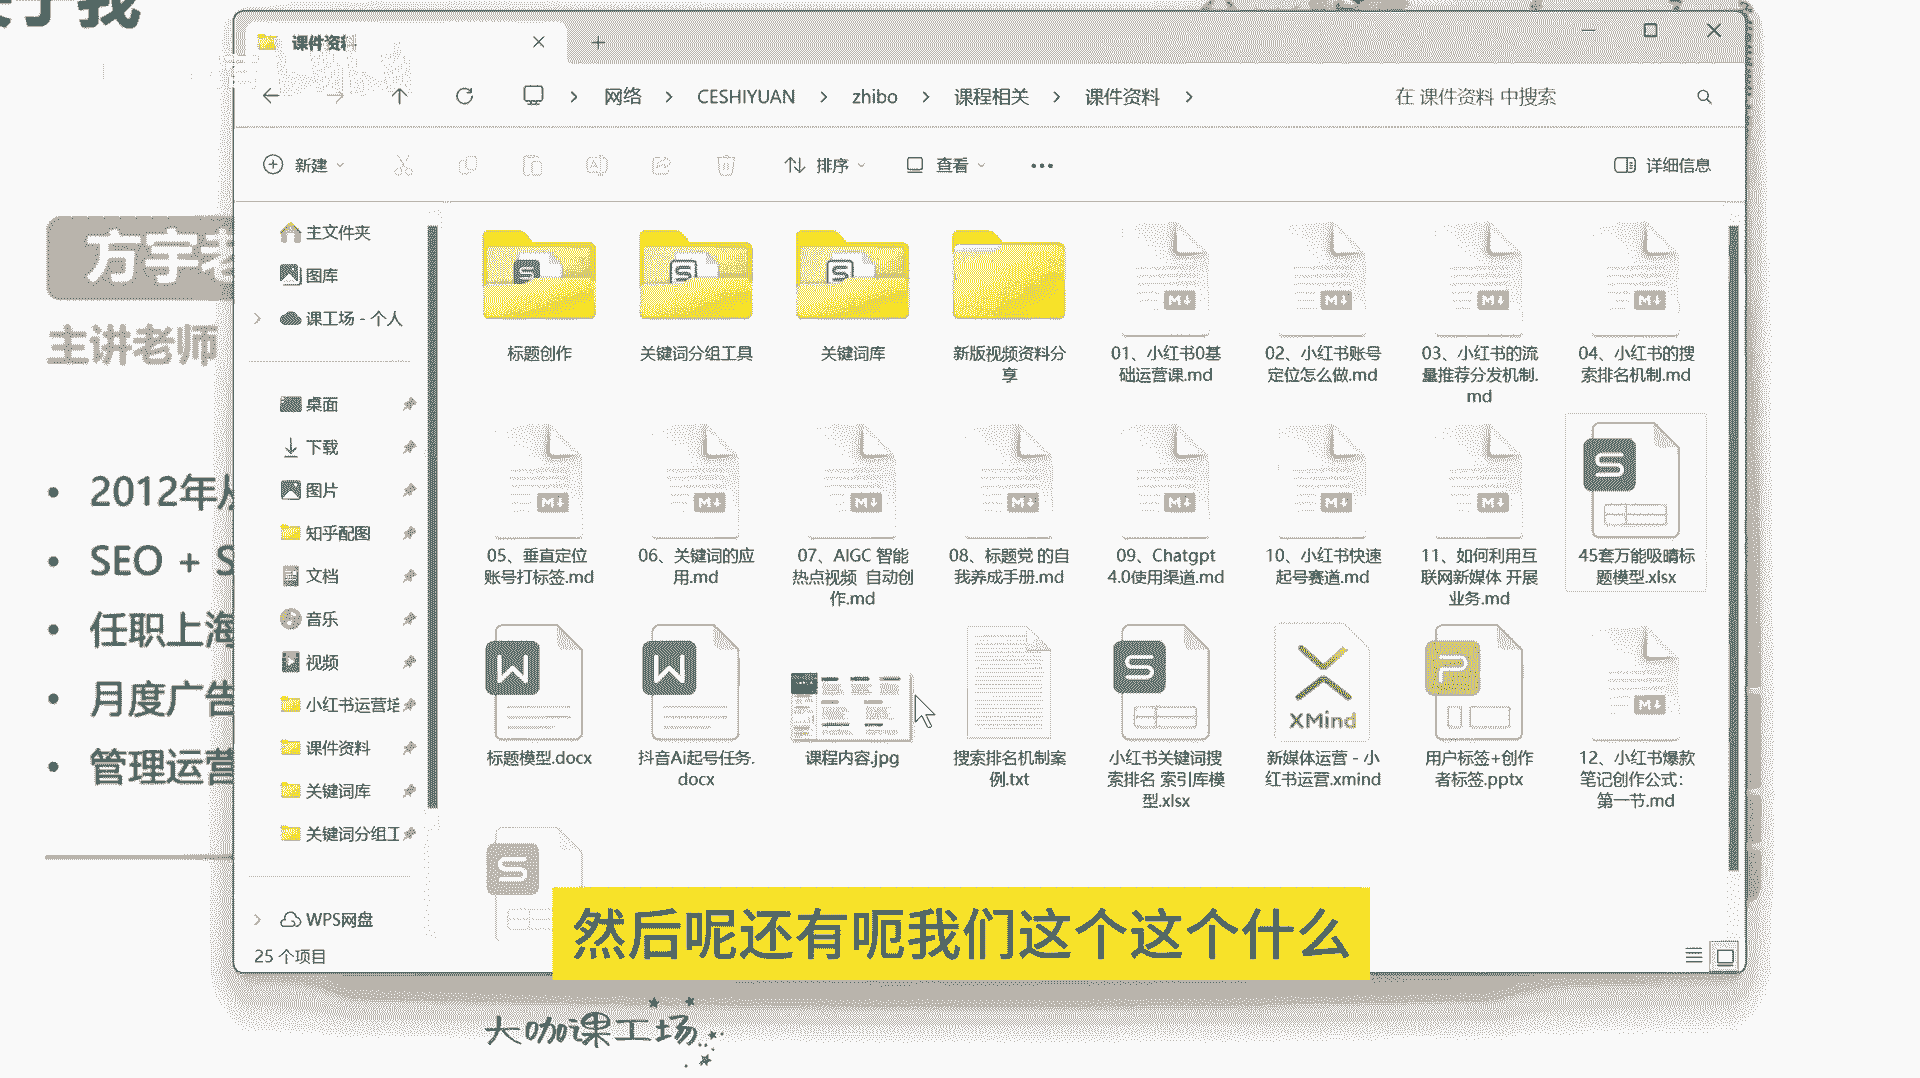 课件资料
网络 > CESHIYUAN > zhibo > 课程相关 > 课件资料 >
在 课件资料 中搜索
新建
排序
查看
详细信息
方宇老
主讲老师
2012年从
SEO + S
任职上海
月度广告
管理运营
主文件夹
图库
课工场 - 个人
桌面
下载
图片
知乎配图
文档
音乐
视频
小红书运营培
课件资料
关键词库
关键词分组工
WPS网盘
25 个项目
标题创作
关键词分组工具
关键词库
新版视频资料分
享
01、小红书0基
础运营课.md
02、小红书账号
定位怎么做.md
03、小红书的流
量推荐分发机制.
md
04、小红书的搜
索排名机制.md
05、垂直定位
账号打标签.md
06、关键词的应
用.md
07、AIGC 智能
热点视频 自动创
作.md
08、标题党 的自
我养成手册.md
09、Chatgpt
4.0使用渠道.md
10、小红书快速
起号赛道.md
11、如何利用互
联网新媒体 开展
业务.md
45套万能吸睛标
题模型.xlsx
标题模型.docx
抖音Ai起号任务.
docx
课程内容.jpg
搜索排名机制案
例.txt
小红书关键词搜
索排名 索引库模
型.xlsx
XMind
新媒体运营 - 小
红书运营.xmind
用户标签+创作
者标签.pptx
12、小红书爆款
笔记创作公式：
第一节.md
然后呢还有呃我们这个这个什么
大咖课工场